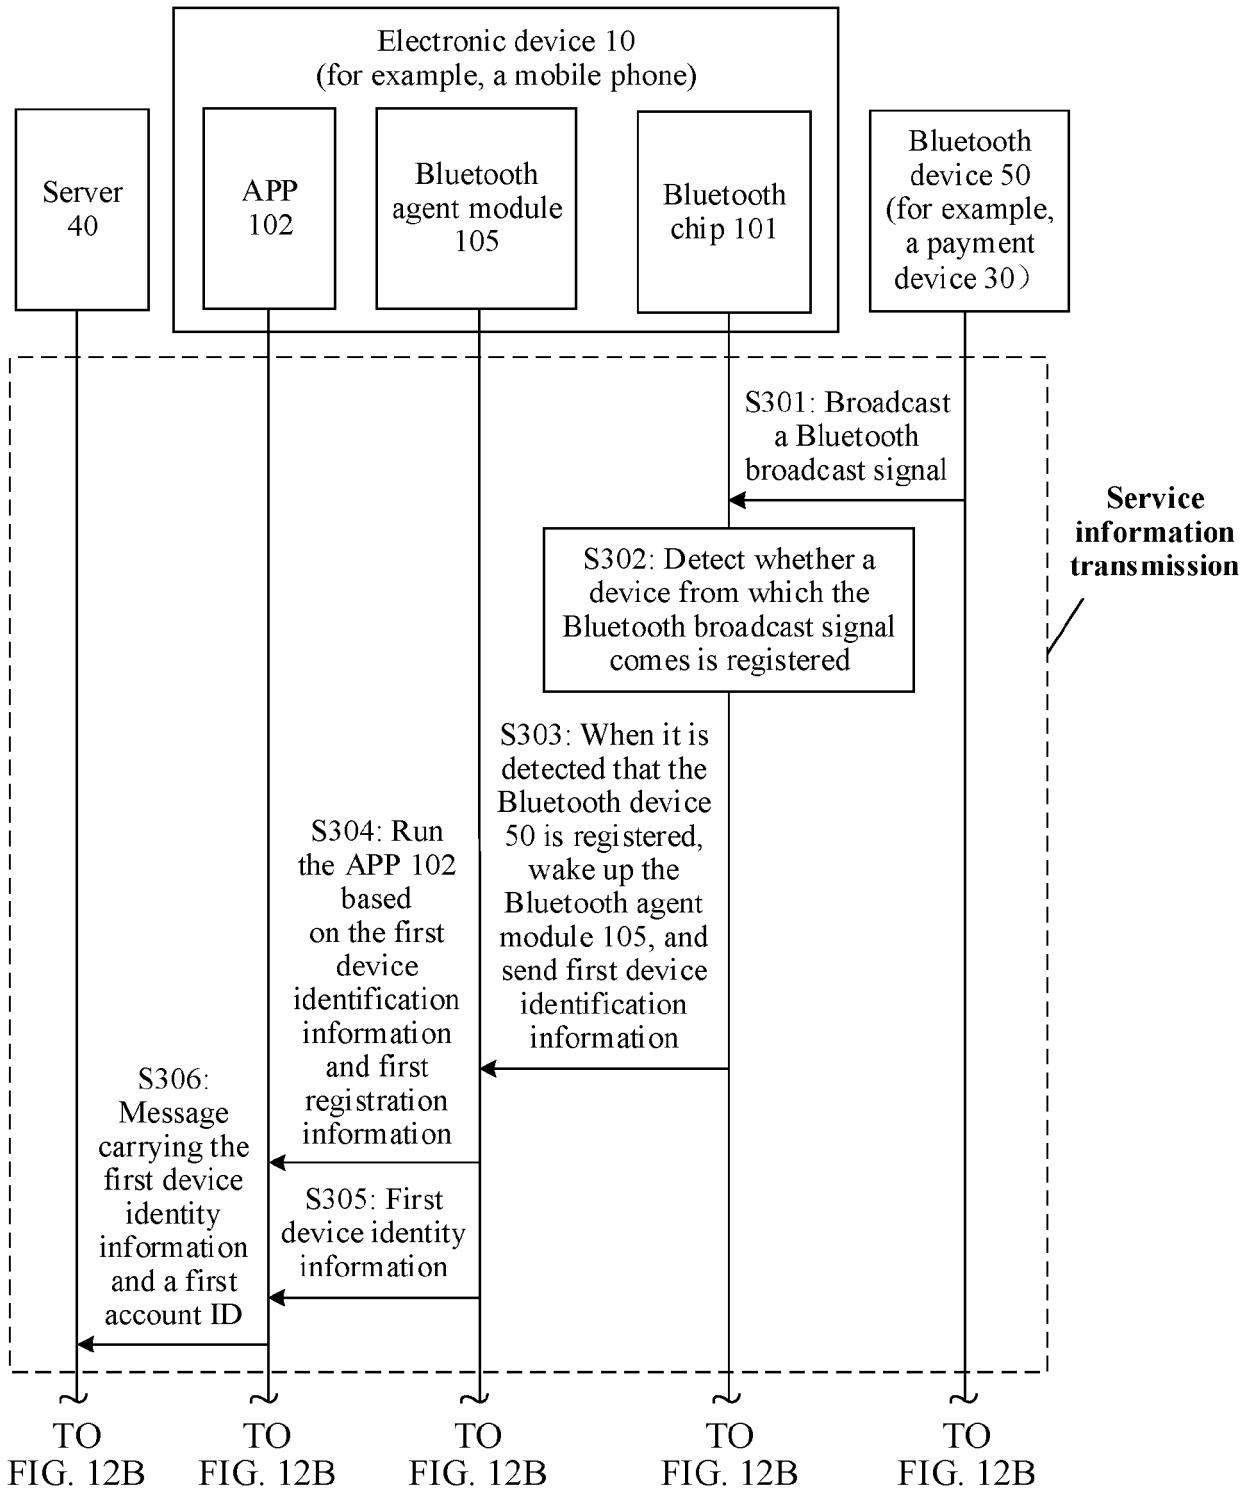 Electronic device 10
(for example, a mobile phone)
Server
40
APP
102
Bluetooth
agent module
105
Bluetooth
chip 101
Bluetooth
device 50
(for example,
a payment
device 30）
S301: Broadcast
a Bluetooth
broadcast signal
Service
information
transmission
S302: Detect whether a
device from which the
Bluetooth broadcast signal
comes is registered
S303: When it is
detected that the
Bluetooth device
50 is registered,
wake up the
Bluetooth agent
module 105, and
send first device
identification
information
S304: Run
the APP 102
based
on the first
device
identification
information
and first
registration
information
S305: First
device identity
information
S306:
Message
carrying the
first device
identity
information
and a first
account ID
TO
FIG. 12B
TO
FIG. 12B
TO
FIG. 12B
TO
FIG. 12B
TO
FIG. 12B